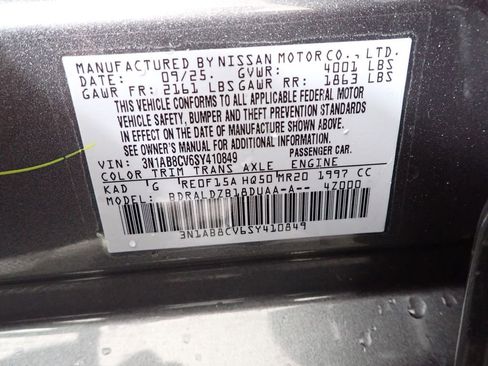 MANUFACTURED BY NISSAN MOTOR CO., LTD.
DATE: 09/25. GVWR: 4001 LBS
GAWR FR: 2161 LBS GAWR RR: 1863 LBS
THIS VEHICLE CONFORMS TO ALL APPLICABLE FEDERAL MOTOR
VEHICLE SAFETY, BUMPER AND THEFT PREVENTION STANDARDS
IN EFFECT ON THE DATE OF MANUFACTURE SHOWN ABOVE.
SEE OWNER'S MANUAL FOR ADDITIONAL INFORMATION.
VIN: 3N1AB8CV6SY410849 PASSENGER CAR.
COLOR TRIM TRANS AXLE ENGINE
KAD G RE0F15A HQ50 MR20 1997 CC
MODEL: BDRALDZB18DUAA-A-- 4Z000
3N1AB8CV6SY410849